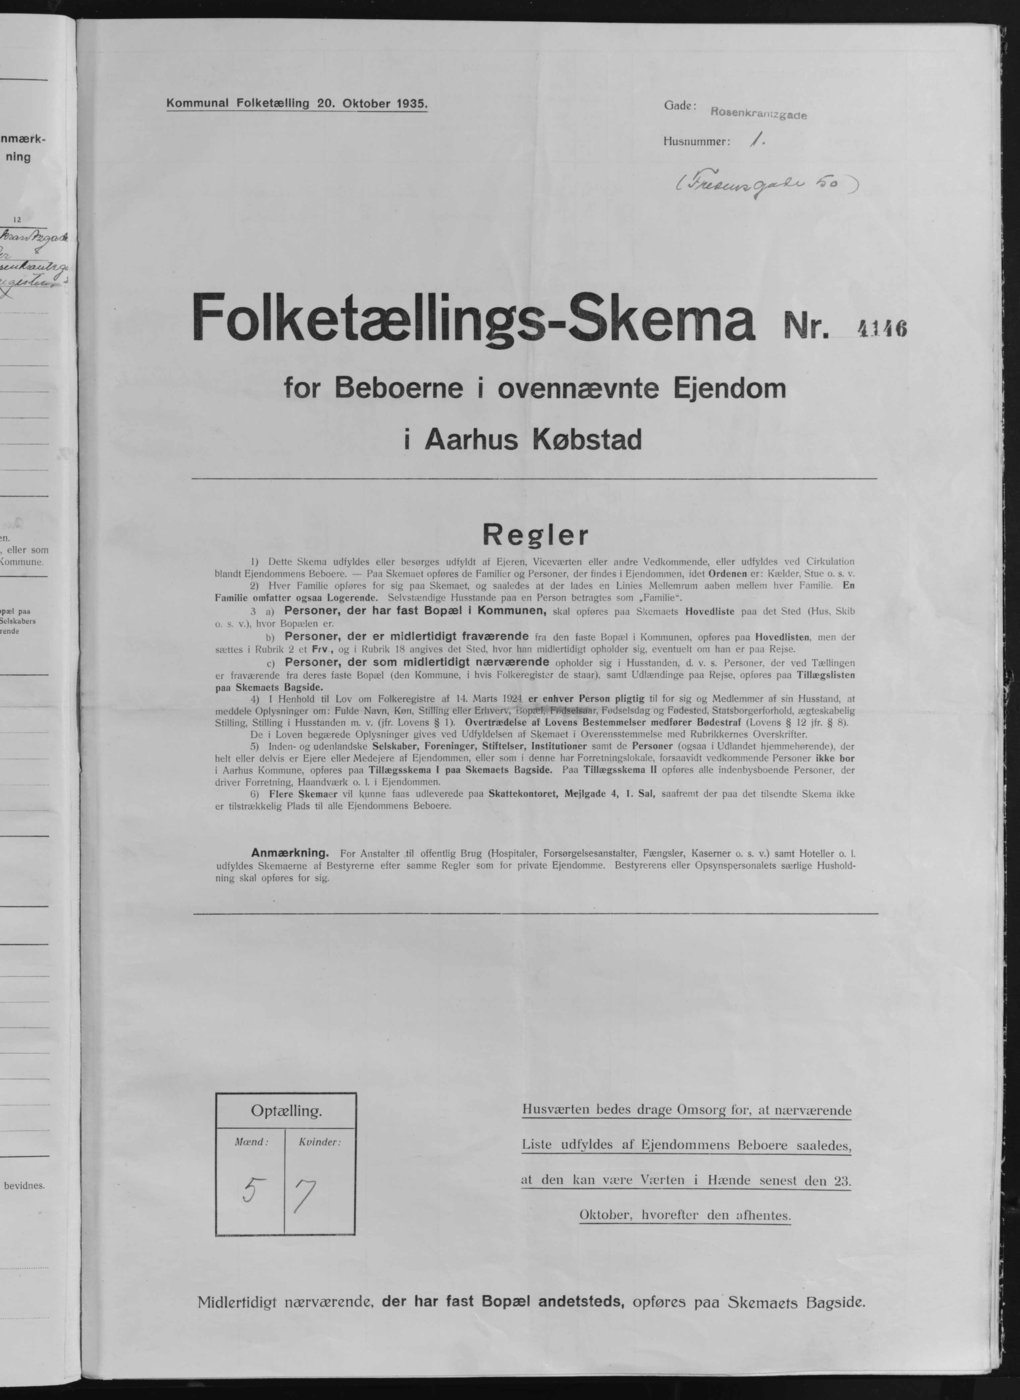 nmærk-
ning
12
, eller som
Kommune.
opæl paa
Selskabers
rende
bevidnes.
Kommunal Folketælling 20. Oktober 1935.
Gade: Rosenkrantzgade
Husnummer: 1.
(Fredensgade 50)
Folketællings-Skema Nr. 4146
for Beboerne i ovennævnte Ejendom
i Aarhus Købstad
Regler
1) Dette Skema udfyldes eller besørges udfyldt af Ejeren, Viceværten eller andre Vedkommende, eller udfyldes ved Cirkulation
blandt Ejendommens Beboere. — Paa Skemaet opføres de Familier og Personer, der findes i Ejendommen, idet Ordenen er: Kælder, Stue o. s. v.
2) Hver Familie opføres for sig paa Skemaet, og saaledes at der lades en Linies Mellemrum aaben mellem hver Familie. En
Familie omfatter ogsaa Logerende. Selvstændige Husstande paa en Person betragtes som „Familie“.
3 a) Personer, der har fast Bopæl i Kommunen, skal opføres paa Skemaets Hovedliste paa det Sted (Hus, Skib
o. s. v.), hvor Bopælen er.
b) Personer, der er midlertidigt fraværende fra den faste Bopæl i Kommunen, opføres paa Hovedlisten, men der
sættes i Rubrik 2 et Frv., og i Rubrik 18 angives det Sted, hvor han midlertidigt opholder sig, eventuelt om han er paa Rejse.
c) Personer, der som midlertidigt nærværende opholder sig i Husstanden, d. v. s. Personer, der ved Tællingen
er fraværende fra deres faste Bopæl (den Kommune, i hvis Folkeregister de staar), samt Udlændinge paa Rejse, opføres paa Tillægslisten
paa Skemaets Bagside.
4) I Henhold til Lov om Folkeregistre af 14. Marts 1924 er enhver Person pligtig til for sig og Medlemmer af sin Husstand, at
meddele Oplysninger om: Fulde Navn, Køn, Stilling eller Erhverv, Bopæl, Fødselsaar, Fødselsdag og Fødested, Statsborgerforhold, ægteskabelig
Stilling, Stilling i Husstanden m. v. (jfr. Lovens § 1). Overtrædelse af Lovens Bestemmelser medfører Bødestraf (Lovens § 12 jfr. § 8).
De i Loven begærede Oplysninger gives ved Udfyldelsen af Skemaet i Overensstemmelse med Rubrikkernes Overskrifter.
5) Inden- og udenlandske Selskaber, Foreninger, Stiftelser, Institutioner samt de Personer (ogsaa i Udlandet hjemmehørende), der
helt eller delvis er Ejere eller Medejere af Ejendommen, eller som i denne har Forretningslokale, forsaavidt vedkommende Personer ikke bor
i Aarhus Kommune, opføres paa Tillægsskema I paa Skemaets Bagside. Paa Tillægsskema II opføres alle indenbysboende Personer, der
driver Forretning, Haandværk o. l. i Ejendommen.
6) Flere Skemaer vil kunne faas udleverede paa Skattekontoret, Mejlgade 4, 1. Sal, saafremt der paa det tilsendte Skema ikke
er tilstrækkelig Plads til alle Ejendommens Beboere.
Anmærkning. For Anstalter til offentlig Brug (Hospitaler, Forsørgelsesanstalter, Fængsler, Kaserner o. s. v.) samt Hoteller o. l.
udfyldes Skemaerne af Bestyrerne efter samme Regler som for private Ejendomme. Bestyrerens eller Opsynspersonalets særlige Hushold-
ning skal opføres for sig.
Optælling.
Mænd: Kvinder:
5 7
Husværten bedes drage Omsorg for, at nærværende
Liste udfyldes af Ejendommens Beboere saaledes,
at den kan være Værten i Hænde senest den 23.
Oktober, hvorefter den afhentes.
Midlertidigt nærværende, der har fast Bopæl andetsteds, opføres paa Skemaets Bagside.